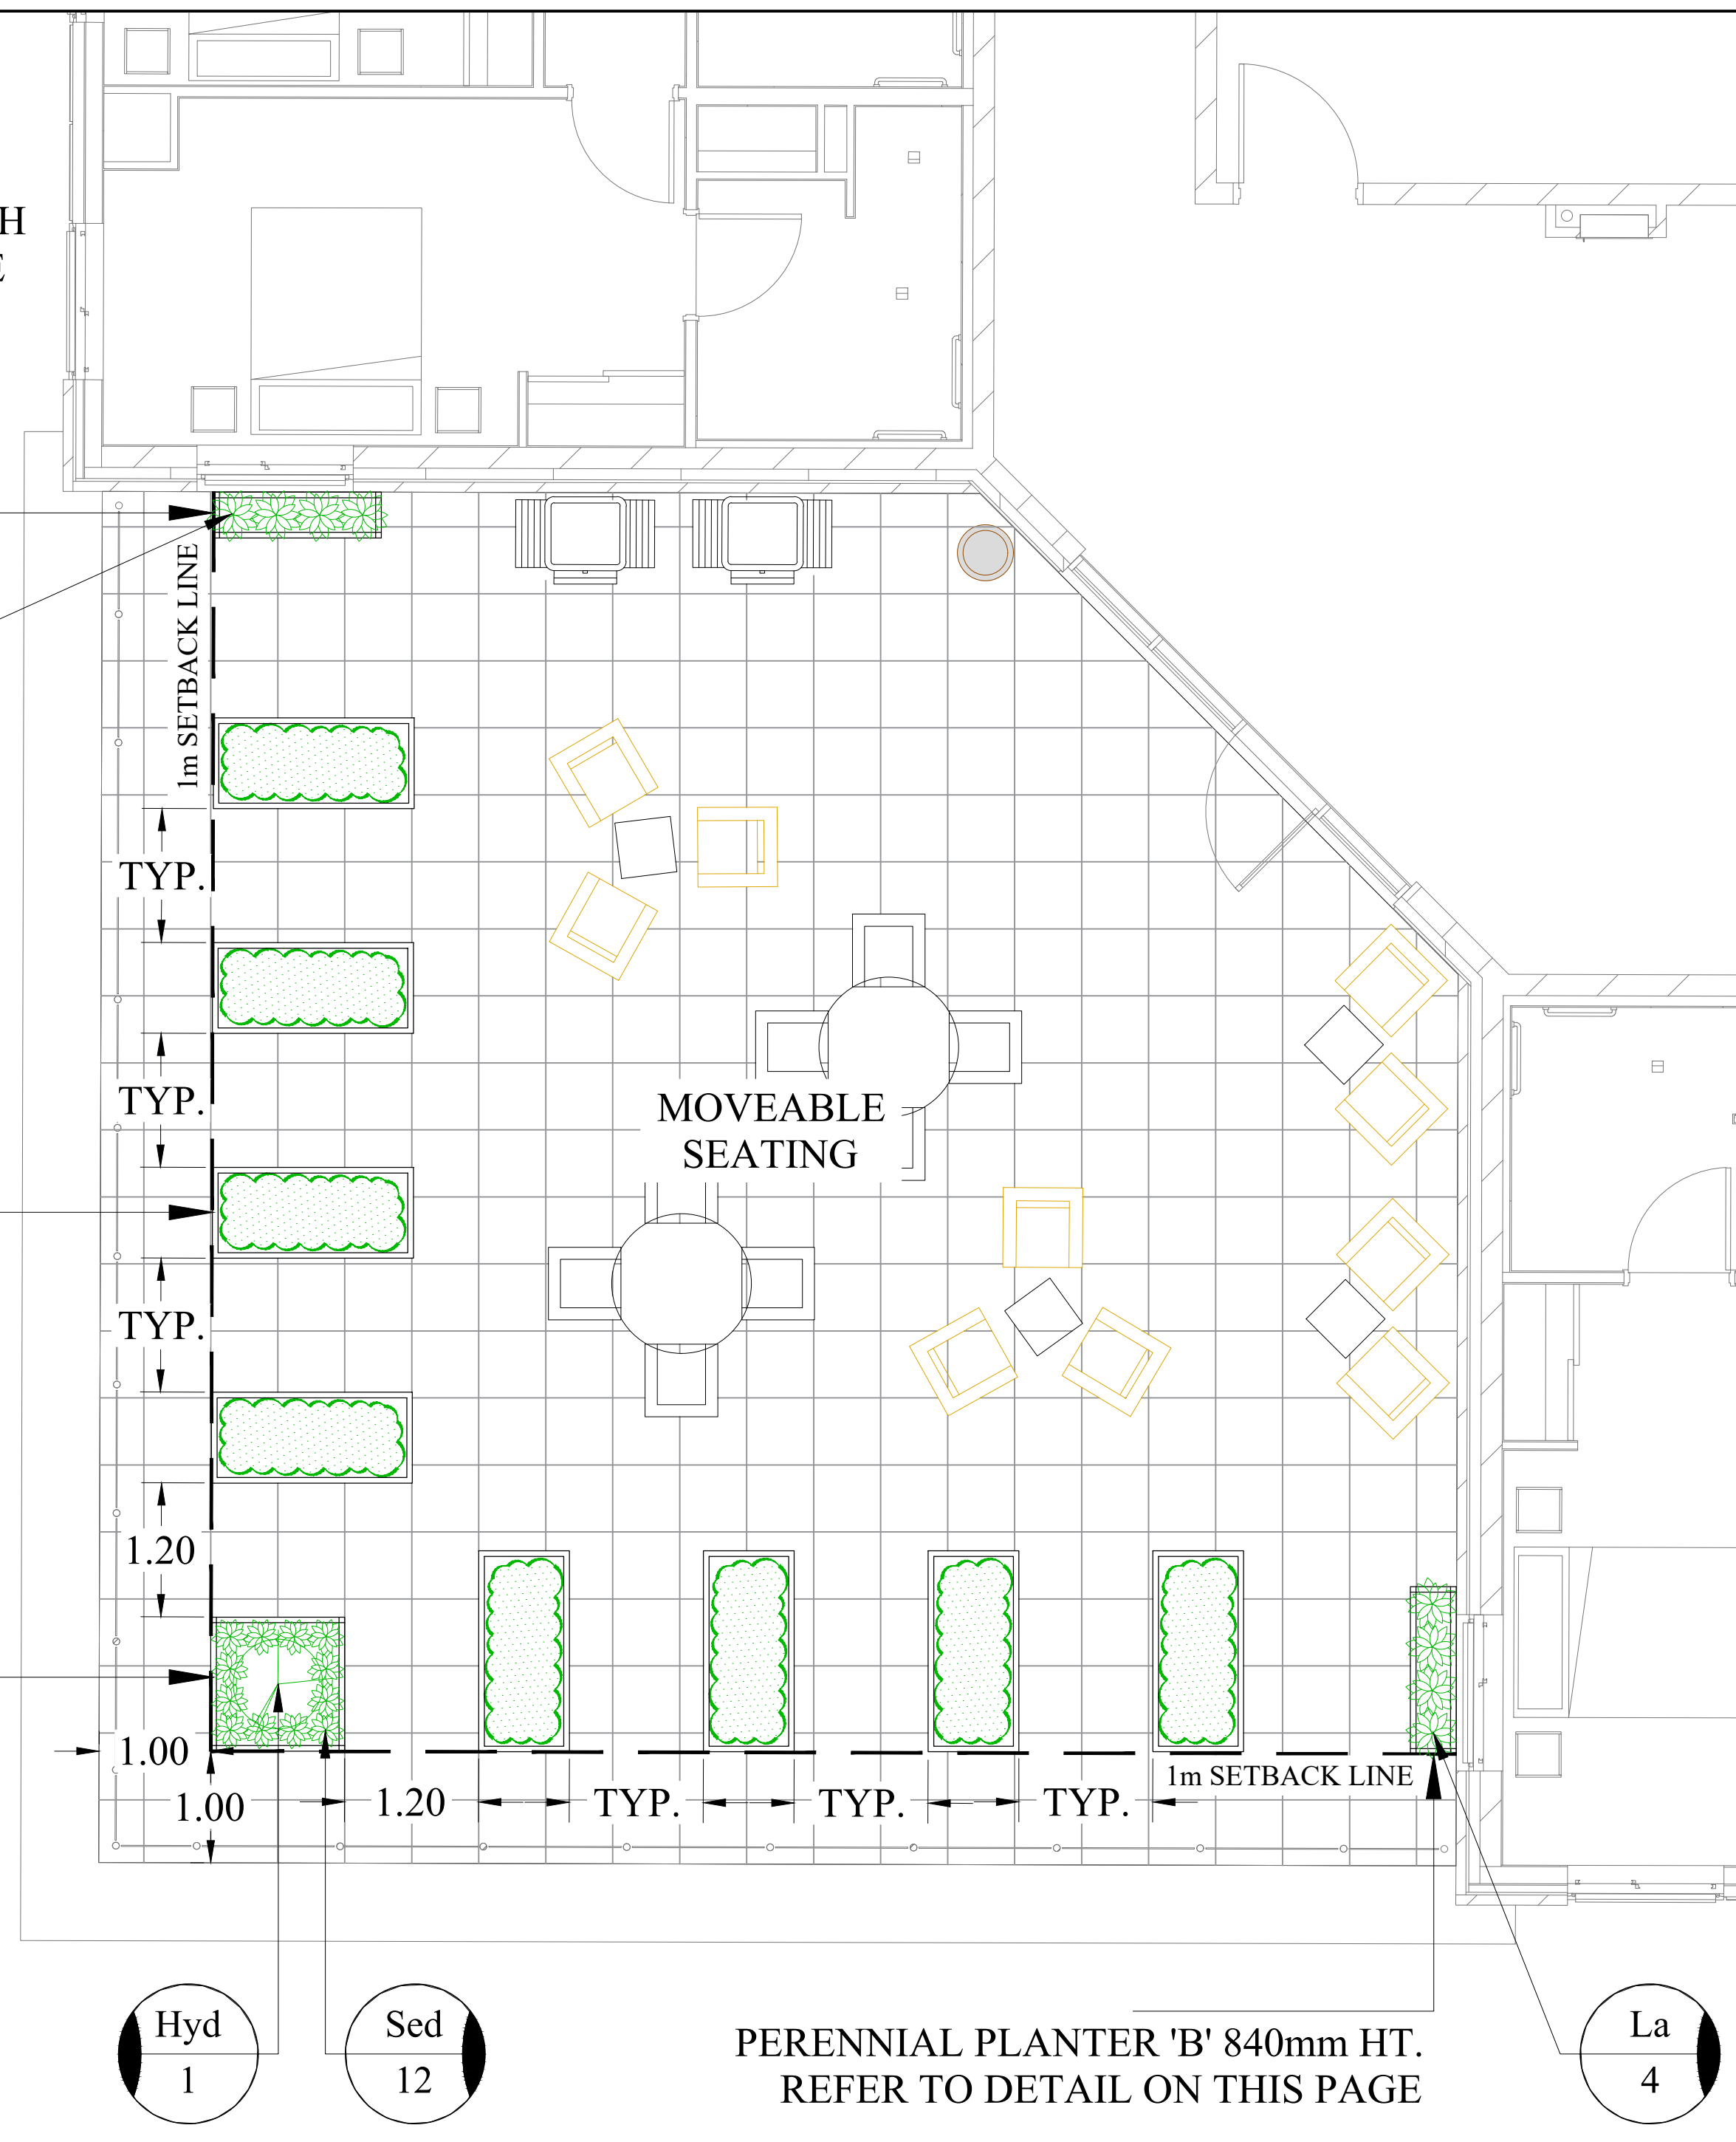 H
E
1m SETBACK LINE
TYP.
TYP.
MOVEABLE
SEATING
TYP.
1.20
1.00
1.00
1.20
TYP.
TYP.
TYP.
1m SETBACK LINE
Hyd
1
Sed
12
PERENNIAL PLANTER 'B' 840mm HT.
REFER TO DETAIL ON THIS PAGE
La
4